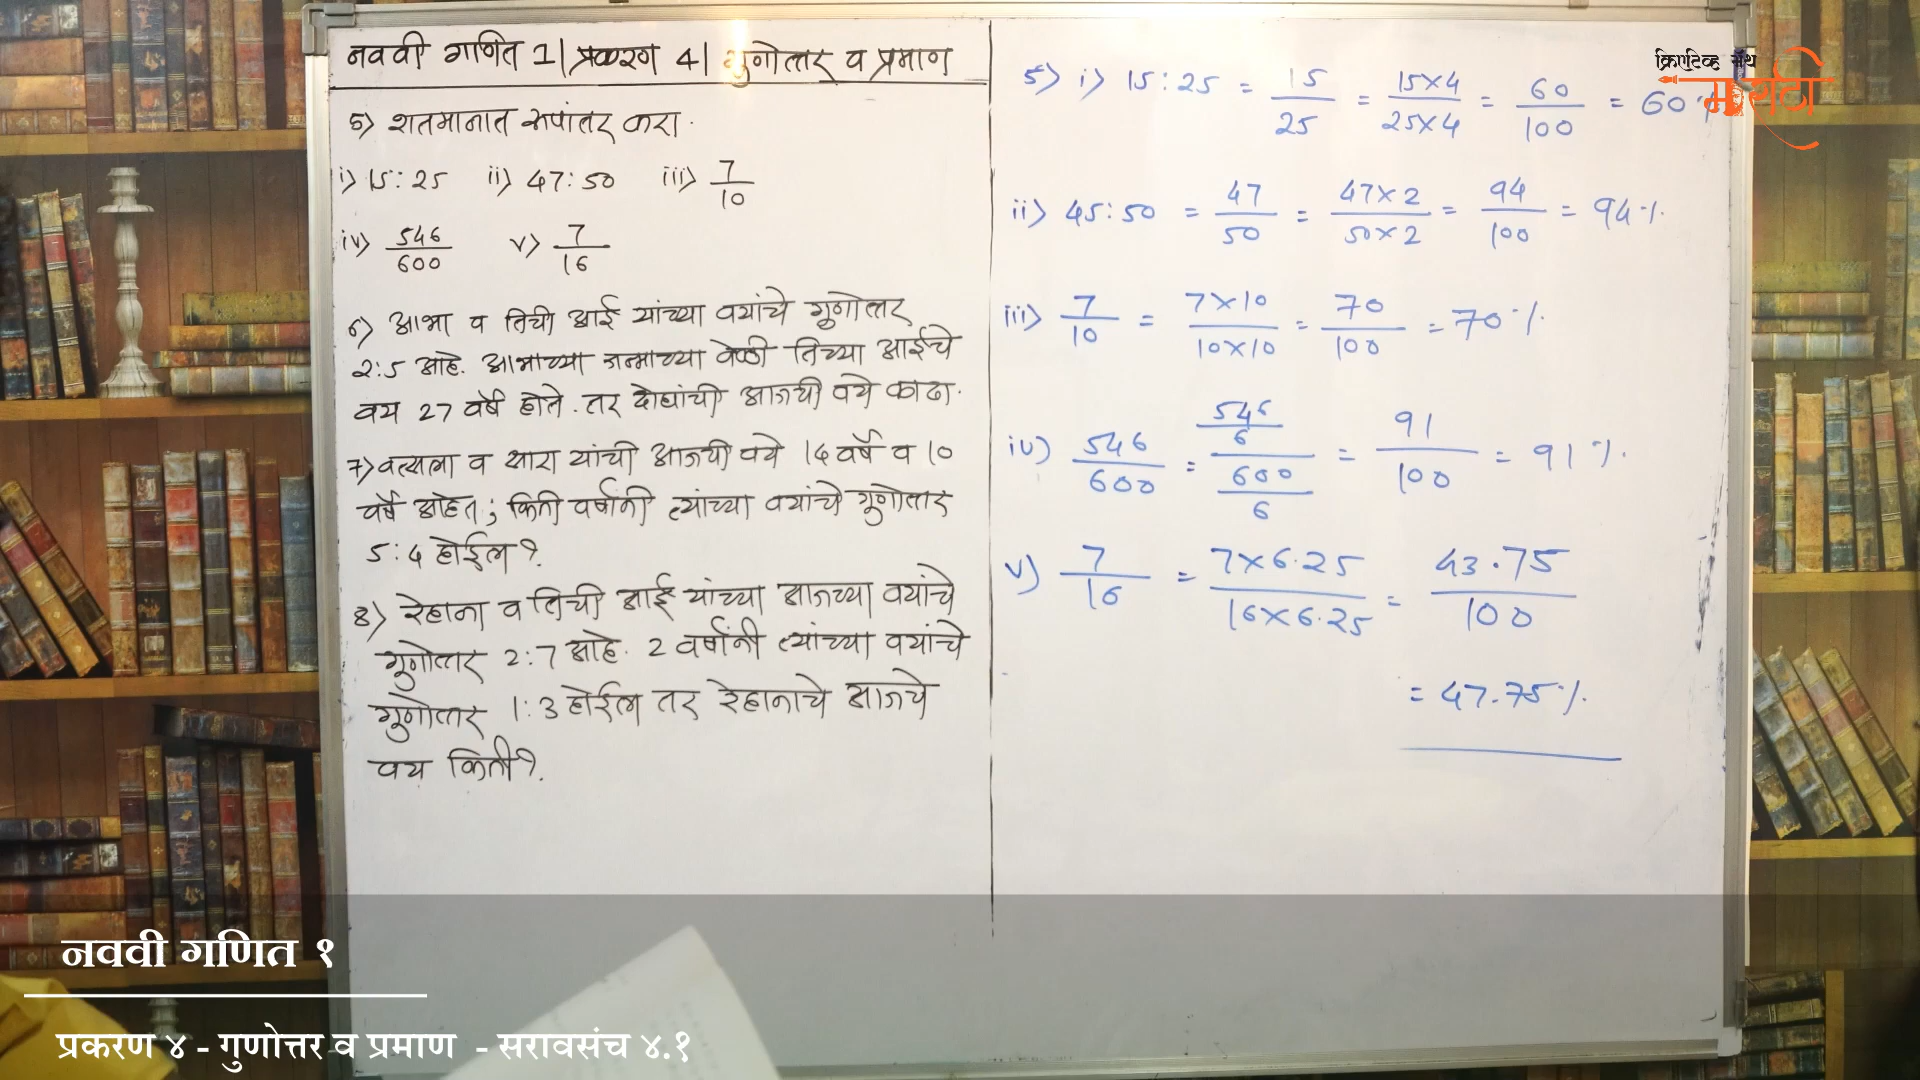 नववी गणित 1 | प्रकरण 4 | गुणोत्तर व प्रमाण
5) शतमानात रूपांतर करा.
i) 15:25 ii) 47:50 iii) 7/10
iv) 546/600 v) 7/16
6) आभा व तिची आई यांच्या वयांचे गुणोत्तर
2:5 आहे. आभाच्या जन्माच्या वेळी तिच्या आईचे
वय 27 वर्षे होते. तर दोघांची आजची वये काढा.
7) वत्सला व सारा यांची आजची वये 14 वर्षे व 10
वर्षे आहेत; किती वर्षांनी त्यांच्या वयांचे गुणोत्तर
5:4 होईल?
8) रेहाना व तिची आई यांच्या आजच्या वयांचे
गुणोत्तर 2:7 आहे. 2 वर्षांनी त्यांच्या वयांचे
गुणोत्तर 1:3 होईल तर रेहानाचे आजचे
वय किती?
5) i) 15:25 = 15/25 = 15×4/25×4 = 60/100 = 60%
ii) 45:50 = 47/50 = 47×2/50×2 = 94/100 = 94%
iii) 7/10 = 7×10/10×10 = 70/100 = 70%
iv) 546/600 = 546/6 / 600/6 = 91/100 = 91%
v) 7/16 = 7×6.25/16×6.25 = 43.75/100
= 47.75%
क्रिएटिव्ह मॅथ
मराठी
नववी गणित १
प्रकरण ४ - गुणोत्तर व प्रमाण - सरावसंच ४.१